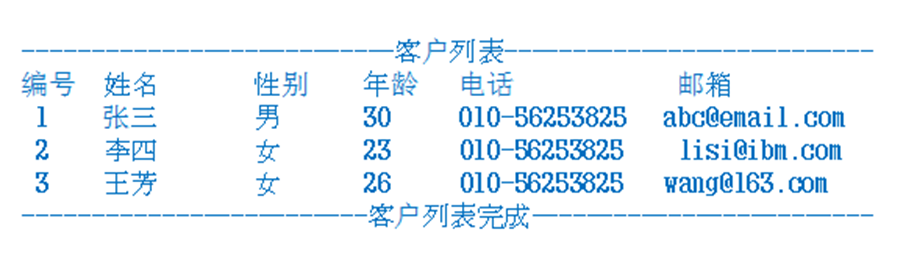 ---------------------------客户列表---------------------------
编号 姓名 性别 年龄 电话 邮箱
1 张三 男 30 010-56253825 abc@email.com
2 李四 女 23 010-56253825 lisi@ibm.com
3 王芳 女 26 010-56253825 wang@163.com
-------------------------客户列表完成-------------------------